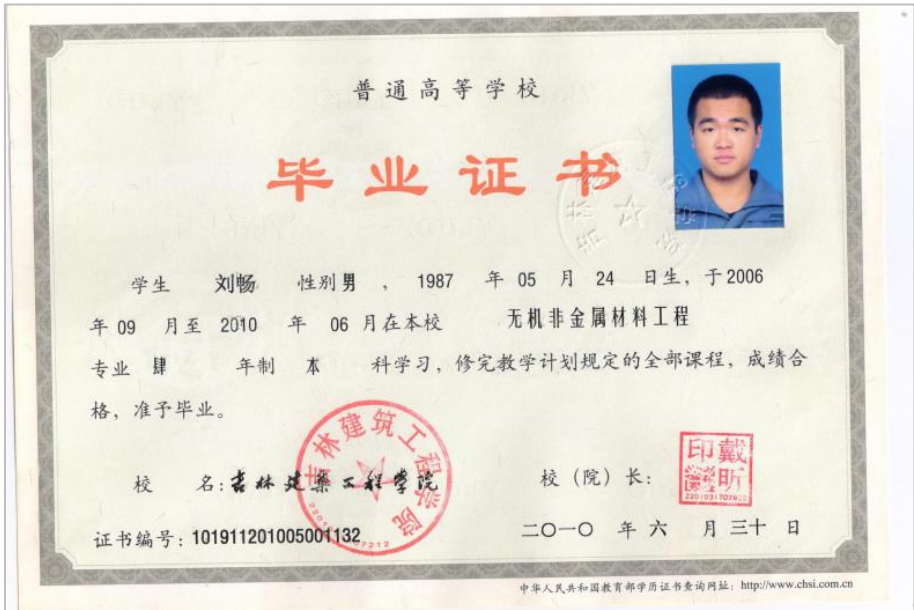 普通高等学校
毕业证书
学生 刘畅 性别男 ， 1987 年 05 月 24 日生，于2006
年 09 月至 2010 年 06 月在本校 无机非金属材料工程
专业 肆 年制 本 科学习，修完教学计划规定的全部课程，成绩合
格，准予毕业。
吉林建筑工程学院
校 名：吉林建筑工程学院
校（院）长：
戴昕印
证书编号：101911201005001132
二〇一〇 年 六 月 三十 日
中华人民共和国教育部学历证书查询网址：http://www.chsi.com.cn